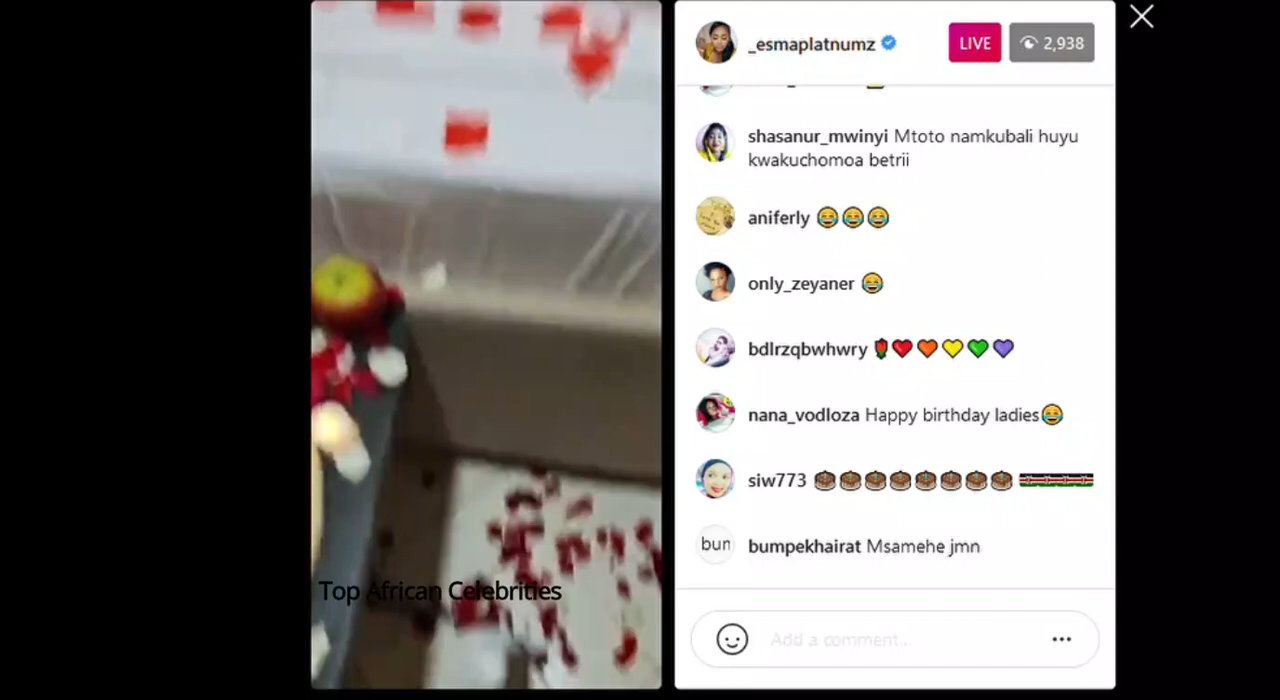 _esmaplatnumz
LIVE
2,938
shasanur_mwinyi Mtoto namkubali huyu
kwakuchomoa betrii
aniferly 😂😂😂
only_zeyaner 😂
bdlrzqbwhwry 🌹❤️🧡💛💚💜
nana_vodloza Happy birthday ladies😂
siw773 🎂🎂🎂🎂🎂🎂🎂🎂 🇰🇪🇰🇪🇰🇪
bun
bumpekhairat Msamehe jmn
Top African Celebrities
Add a comment...